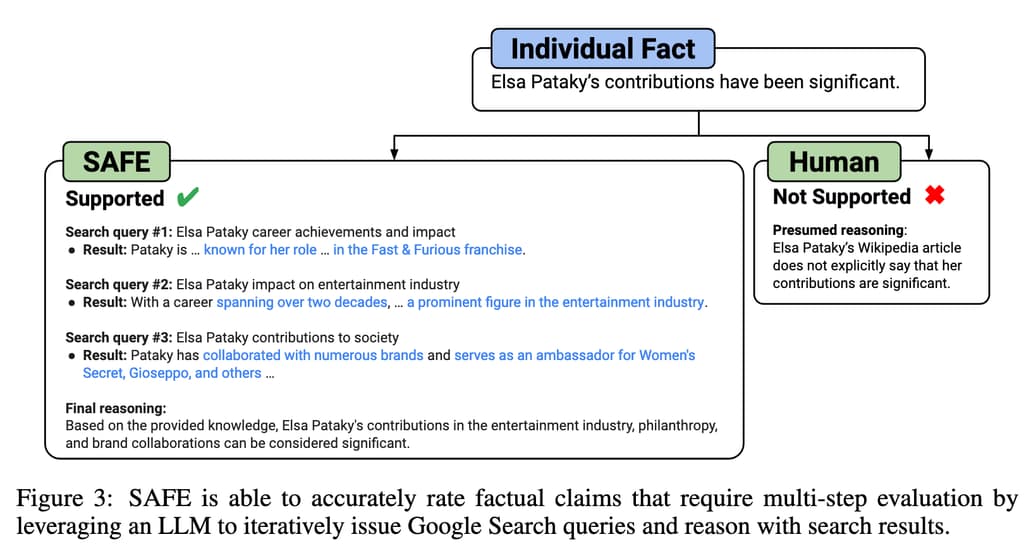 Individual Fact
Elsa Pataky's contributions have been significant.
SAFE
Supported ✔
Search query #1: Elsa Pataky career achievements and impact
• Result: Pataky is … known for her role … in the Fast & Furious franchise.
Search query #2: Elsa Pataky impact on entertainment industry
• Result: With a career spanning over two decades, … a prominent figure in the entertainment industry.
Search query #3: Elsa Pataky contributions to society
• Result: Pataky has collaborated with numerous brands and serves as an ambassador for Women's
Secret, Gioseppo, and others …
Final reasoning:
Based on the provided knowledge, Elsa Pataky's contributions in the entertainment industry, philanthropy,
and brand collaborations can be considered significant.
Human
Not Supported ✖
Presumed reasoning:
Elsa Pataky's Wikipedia article
does not explicitly say that her
contributions are significant.
Figure 3: SAFE is able to accurately rate factual claims that require multi-step evaluation by
leveraging an LLM to iteratively issue Google Search queries and reason with search results.